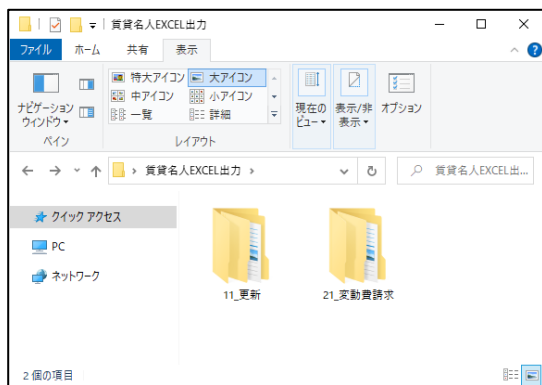 賃貸名人EXCEL出力
ファイル ホーム 共有 表示
特大アイコン 大アイコン
中アイコン 小アイコン
一覧 詳細
ナビゲーション
ウィンドウ
現在の
ビュー
表示/非
表示
オプション
ペイン レイアウト
賃貸名人EXCEL出力
賃貸名人EXCEL出...
クイック アクセス
PC
ネットワーク
11_更新 21_変動費請求
2 個の項目